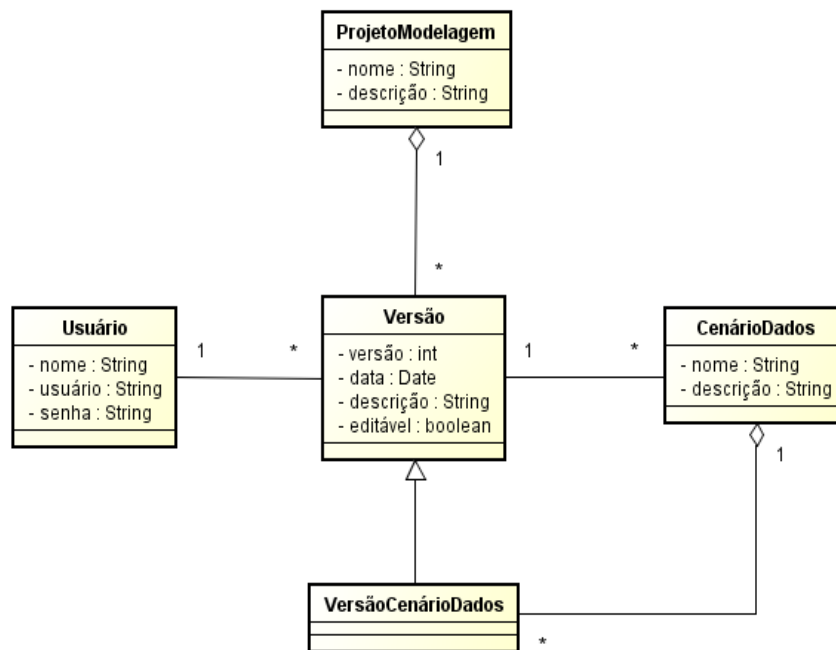 ProjetoModelagem
- nome : String
- descrição : String
1
*
Usuário
- nome : String
- usuário : String
- senha : String
1
*
Versão
- versão : int
- data : Date
- descrição : String
- editável : boolean
1
*
CenárioDados
- nome : String
- descrição : String
1
VersãoCenárioDados
*